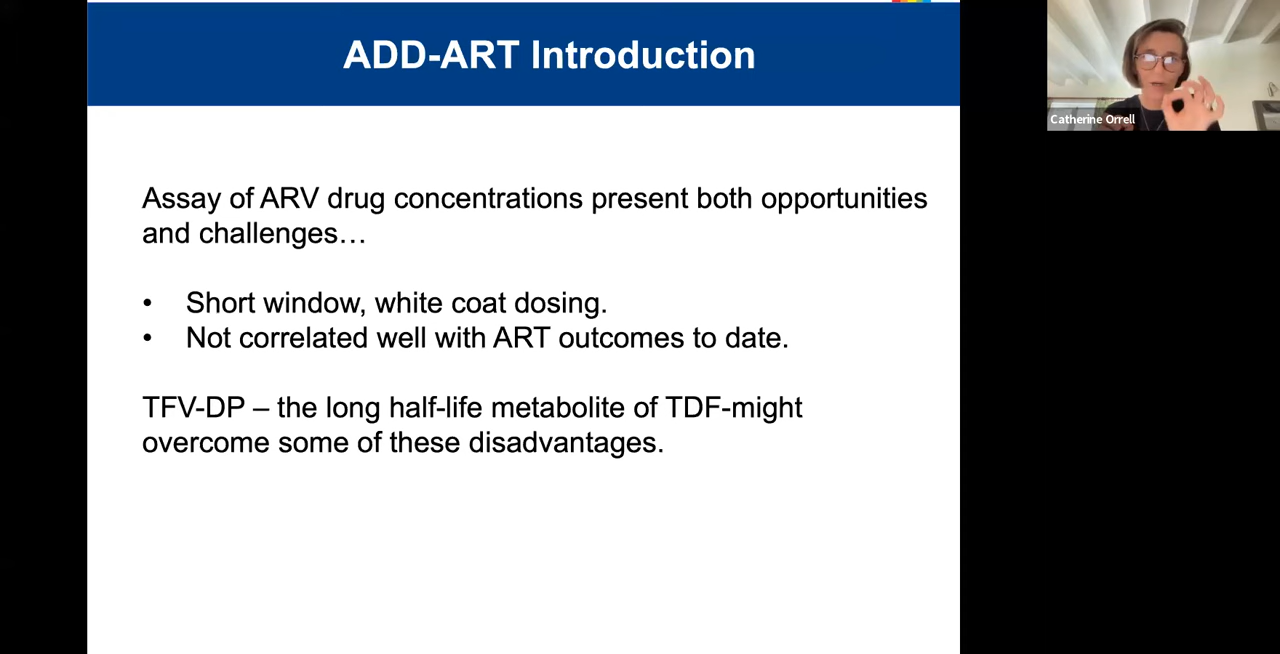 ADD-ART Introduction
Catherine Orrell
Assay of ARV drug concentrations present both opportunities
and challenges…
• Short window, white coat dosing.
• Not correlated well with ART outcomes to date.
TFV-DP – the long half-life metabolite of TDF-might
overcome some of these disadvantages.